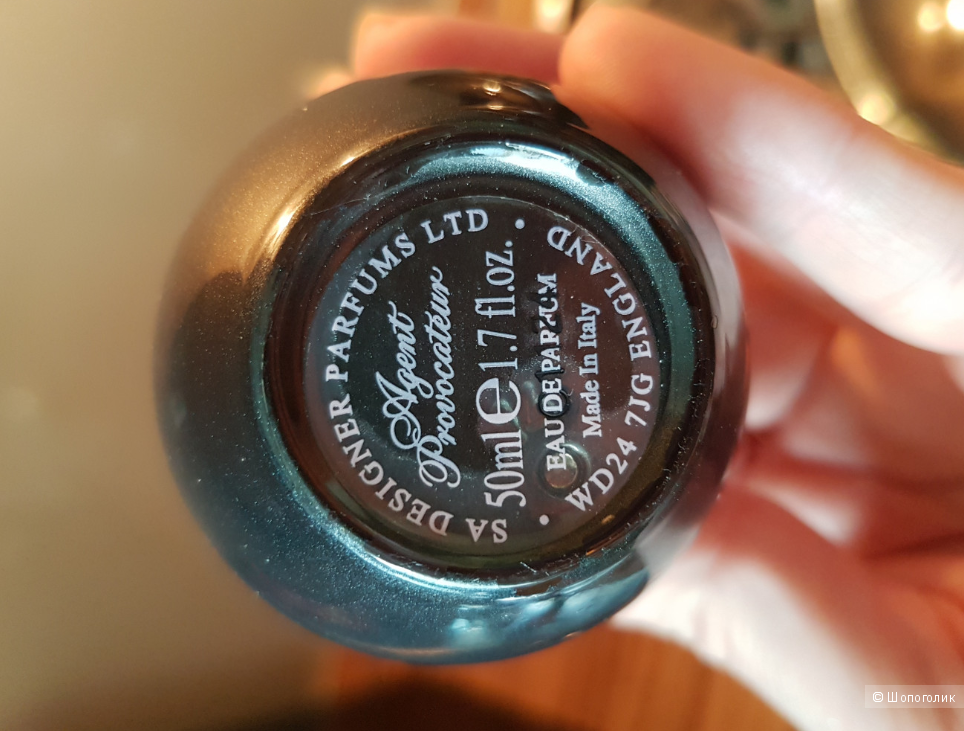 SA DESIGNER PARFUMS LTD •
Agent
Provocateur
50ml℮1.7 fl.oz.
EAU DE PARFUM
Made In Italy
• WD24 7JG ENGLAND
© Шопоголик